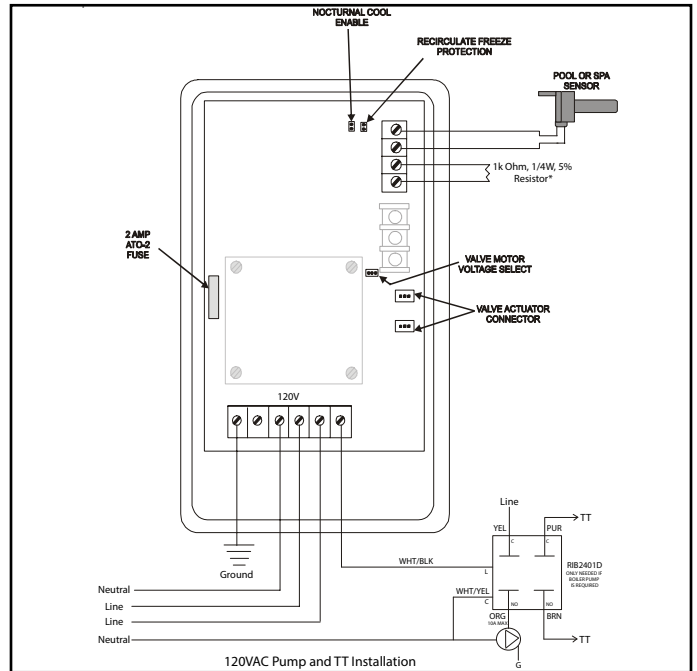 NOCTURNAL COOL
ENABLE
RECIRCULATE FREEZE
PROTECTION
POOL OR SPA
SENSOR
1k Ohm, 1/4W, 5%
Resistor*
2 AMP
ATO-2
FUSE
VALVE MOTOR
VOLTAGE SELECT
VALVE ACTUATOR
CONNECTOR
120V
Line
YEL
PUR
TT
C
C
Ground
WHT/BLK
L
RIB2401D
ONLY NEEDED IF
BOILER PUMP
IS REQUIRED
Neutral
WHT/YEL
C
Line
NO
NO
ORG
BRN
10A MAX
Line
Neutral
TT
G
120VAC Pump and TT Installation